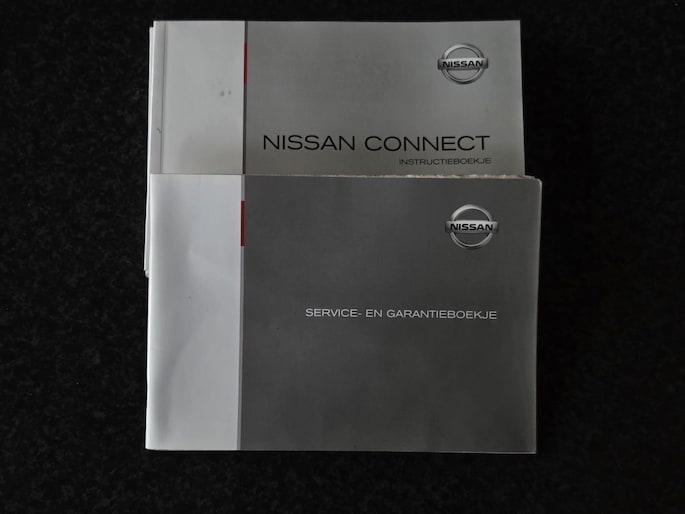 NISSAN
NISSAN CONNECT
INSTRUCTIEBOEKJE
NISSAN
SERVICE- EN GARANTIEBOEKJE